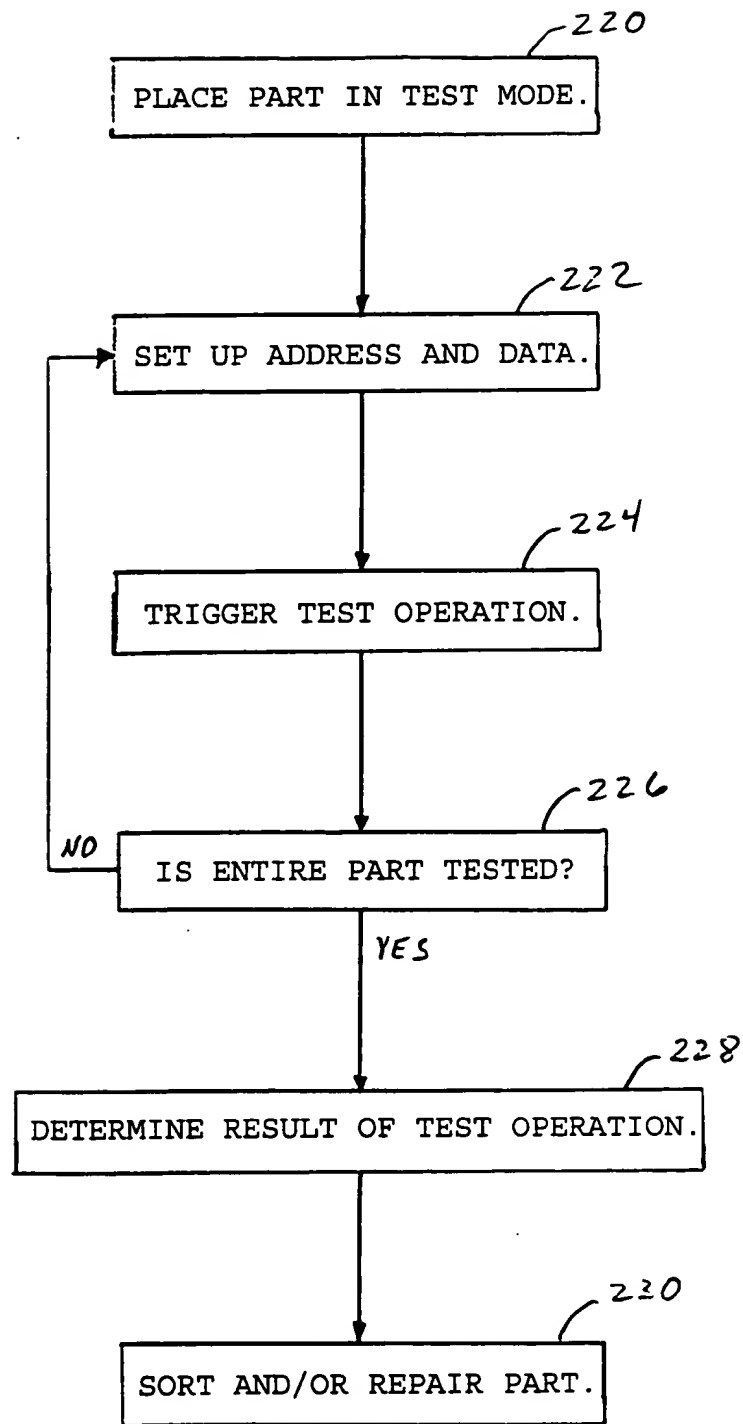 220
PLACE PART IN TEST MODE.
222
SET UP ADDRESS AND DATA.
224
TRIGGER TEST OPERATION.
226
NO
IS ENTIRE PART TESTED?
YES
228
DETERMINE RESULT OF TEST OPERATION.
230
SORT AND/OR REPAIR PART.